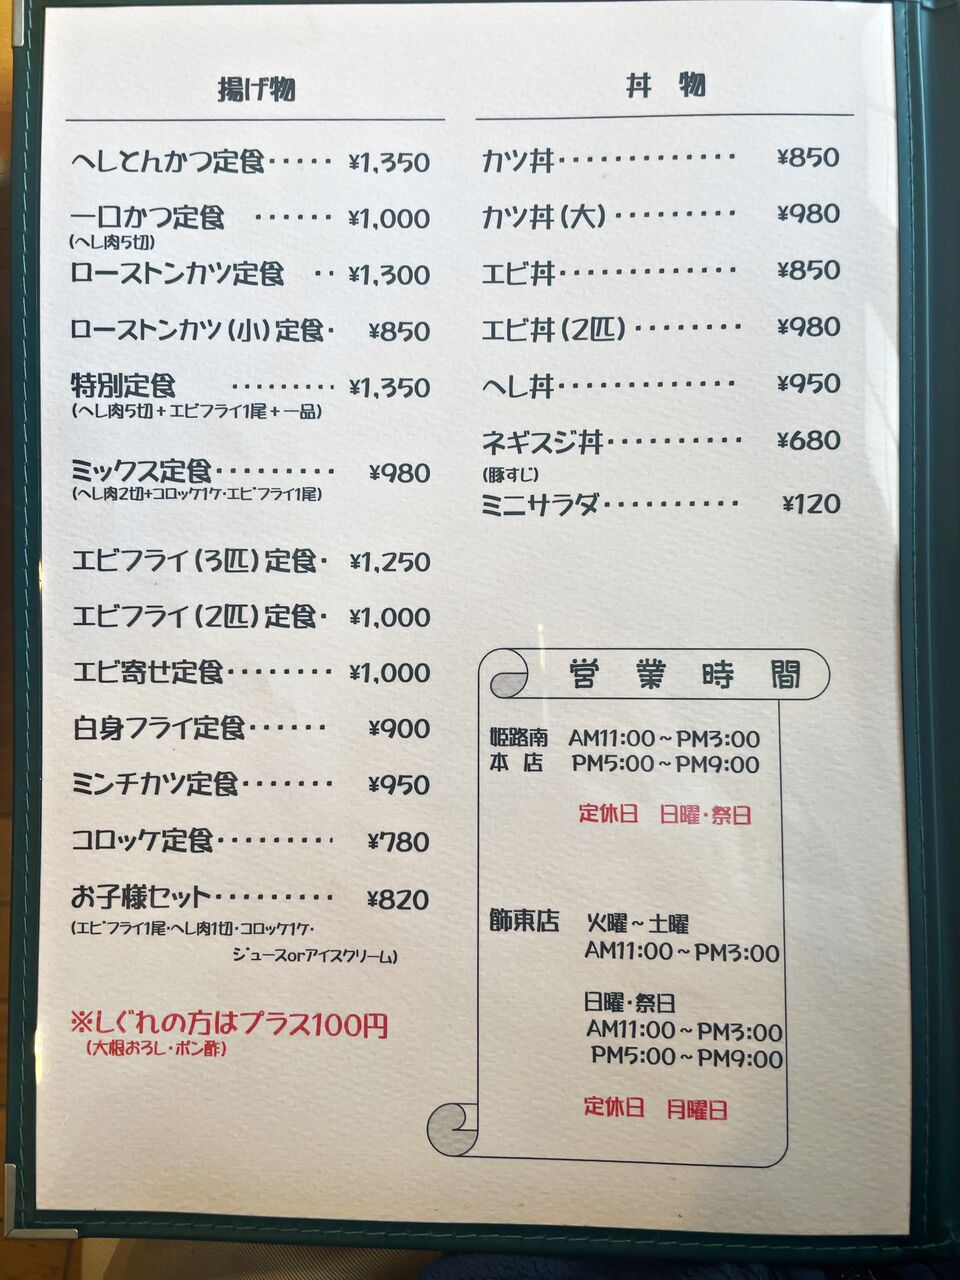 揚げ物
へしとんかつ定食‥‥‥ ¥1,350
一口かつ定食 ‥‥‥ ¥1,000
(へし肉5切)
ローストンカツ定食 ‥ ¥1,300
ローストンカツ(小)定食・ ¥850
特別定食 ‥‥‥‥‥ ¥1,350
(へし肉5切+エビフライ1尾+一品)
ミックス定食‥‥‥‥‥ ¥980
(へし肉2切+コロッケ1ケ・エビフライ1尾)
エビフライ(3匹)定食・ ¥1,250
エビフライ(2匹)定食・ ¥1,000
エビ寄せ定食‥‥‥‥ ¥1,000
白身フライ定食‥‥‥ ¥900
ミンチカツ定食‥‥‥・ ¥950
コロッケ定食‥‥‥‥‥ ¥780
お子様セット‥‥‥‥‥ ¥820
(エビフライ1尾・へし肉1切・コロッケ1ケ・
ジュースorアイスクリーム)
※しぐれの方はプラス100円
(大根おろし・ポン酢)
丼 物
カツ丼‥‥‥‥‥‥‥ ¥850
カツ丼(大)‥‥‥‥‥ ¥980
エビ丼‥‥‥‥‥‥‥ ¥850
エビ丼(2匹)‥‥‥‥ ¥980
へし丼‥‥‥‥‥‥‥ ¥950
ネギスジ丼‥‥‥‥‥ ¥680
(豚すじ)
ミニサラダ‥‥‥‥‥ ¥120
営業時間
姫路南 AM11:00~PM3:00
本 店 PM5:00~PM9:00
定休日 日曜・祭日
飾東店 火曜~土曜
AM11:00~PM3:00
日曜・祭日
AM11:00~PM3:00
PM5:00~PM9:00
定休日 月曜日